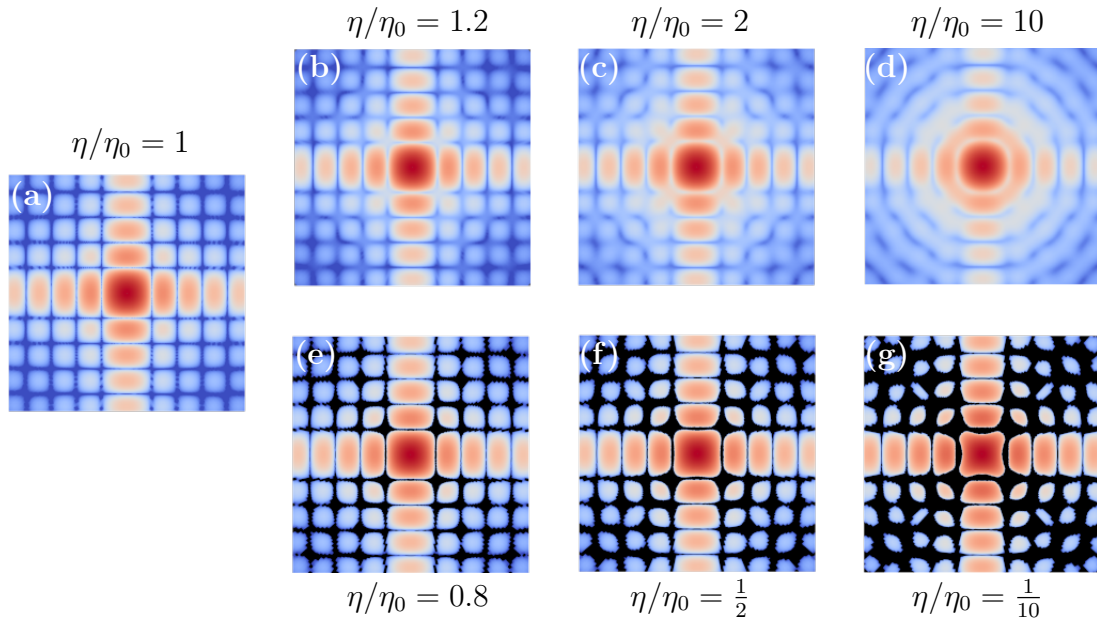 η/η₀ = 1.2
η/η₀ = 2
η/η₀ = 10
(b)
(c)
(d)
η/η₀ = 1
(a)
(e)
(f)
(g)
η/η₀ = 0.8
η/η₀ = 1/2
η/η₀ = 1/10